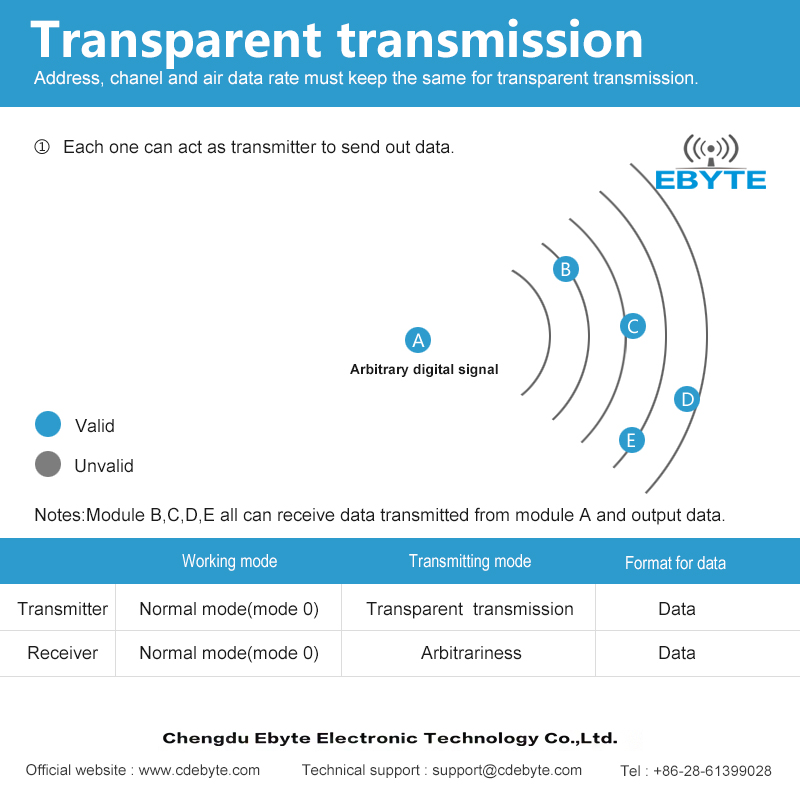 Transparent transmission
Address, chanel and air data rate must keep the same for transparent transmission.
① Each one can act as transmitter to send out data.
EBYTE
B
C
A
Arbitrary digital signal
D
E
Valid
Unvalid
Notes:Module B,C,D,E all can receive data transmitted from module A and output data.
Working mode Transmitting mode Format for data
Transmitter Normal mode(mode 0) Transparent transmission Data
Receiver Normal mode(mode 0) Arbitrariness Data
Chengdu Ebyte Electronic Technology Co.,Ltd.
Official website : www.cdebyte.com Technical support : support@cdebyte.com Tel : +86-28-61399028